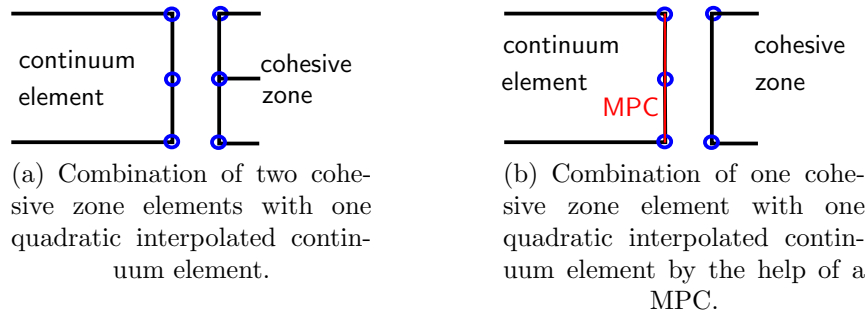 continuum
element
cohesive
zone
(a) Combination of two cohe-
sive zone elements with one
quadratic interpolated contin-
uum element.
continuum
element
MPC
cohesive
zone
(b) Combination of one cohe-
sive zone element with one
quadratic interpolated contin-
uum element by the help of a
MPC.